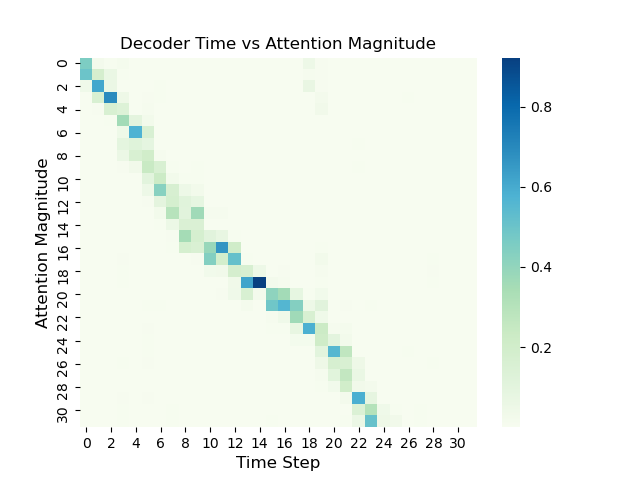 Decoder Time vs Attention Magnitude
Attention Magnitude
0 2 4 6 8 10 12 14 16 18 20 22 24 26 28 30
0 2 4 6 8 10 12 14 16 18 20 22 24 26 28 30
Time Step
0.8
0.6
0.4
0.2